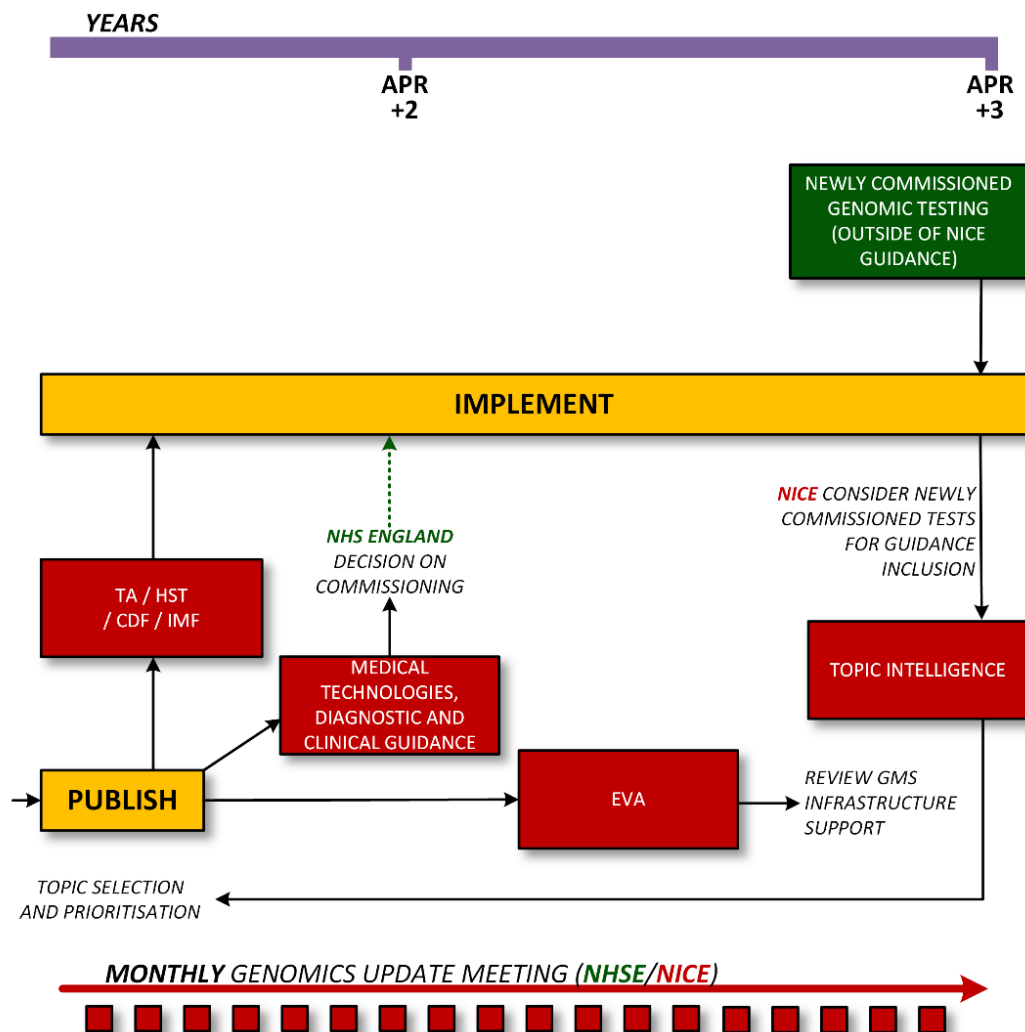 YEARS
APR
+2
APR
+3
NEWLY COMMISSIONED
GENOMIC TESTING
(OUTSIDE OF NICE
GUIDANCE)
IMPLEMENT
NICE CONSIDER NEWLY
COMMISSIONED TESTS
FOR GUIDANCE
INCLUSION
NHS ENGLAND
DECISION ON
COMMISSIONING
TA / HST
/ CDF / IMF
MEDICAL
TECHNOLOGIES,
DIAGNOSTIC AND
CLINICAL GUIDANCE
TOPIC INTELLIGENCE
PUBLISH
EVA
REVIEW GMS
INFRASTRUCTURE
SUPPORT
TOPIC SELECTION
AND PRIORITISATION
MONTHLY GENOMICS UPDATE MEETING (NHSE/NICE)